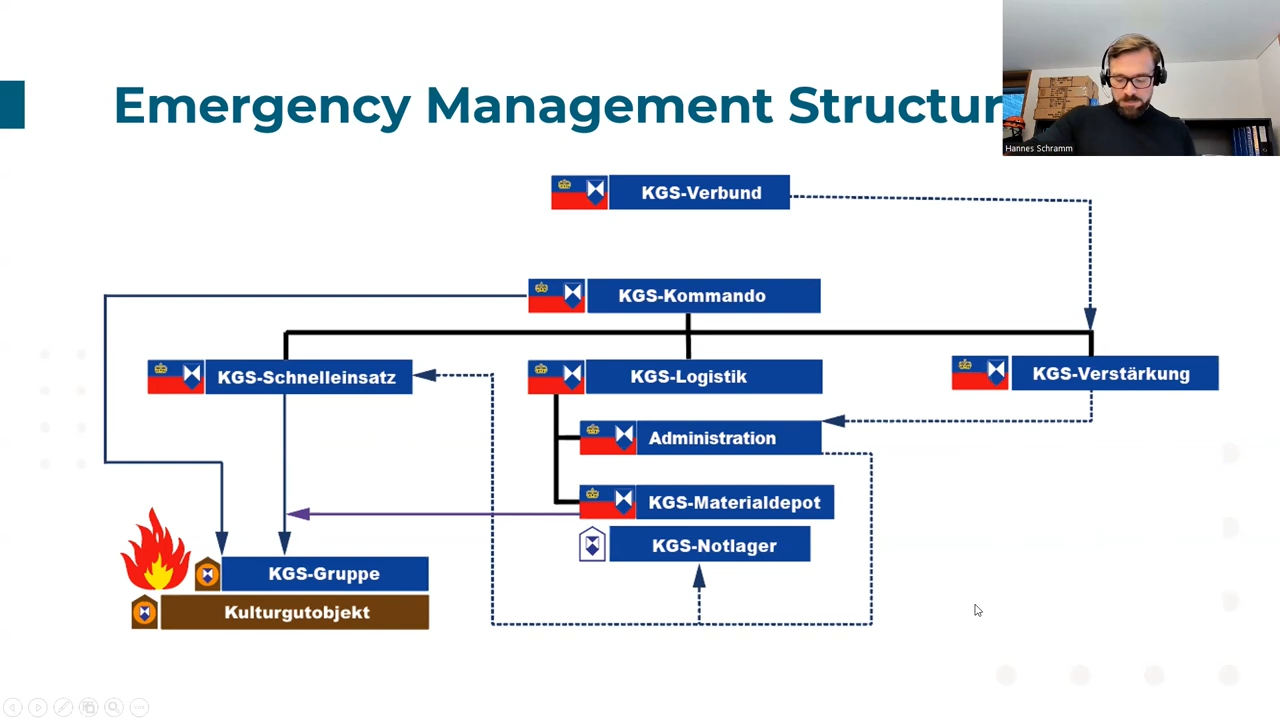 Emergency Management Structur
Hannes Schramm
KGS-Verbund
KGS-Kommando
KGS-Schnelleinsatz
KGS-Logistik
KGS-Verstärkung
Administration
KGS-Materialdepot
KGS-Notlager
KGS-Gruppe
Kulturgutobjekt